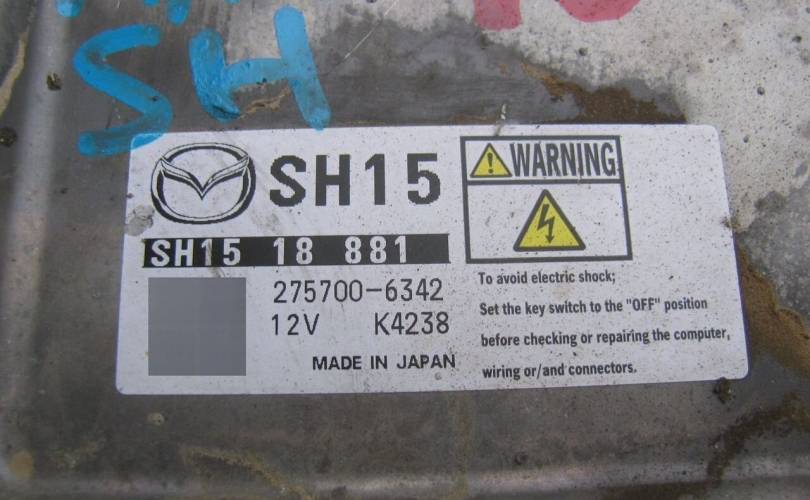 SH
SH15
SH15 18 881
275700-6342
12V K4238
MADE IN JAPAN
WARNING
To avoid electric shock;
Set the key switch to the "OFF" position
before checking or repairing the computer,
wiring or/and connectors.